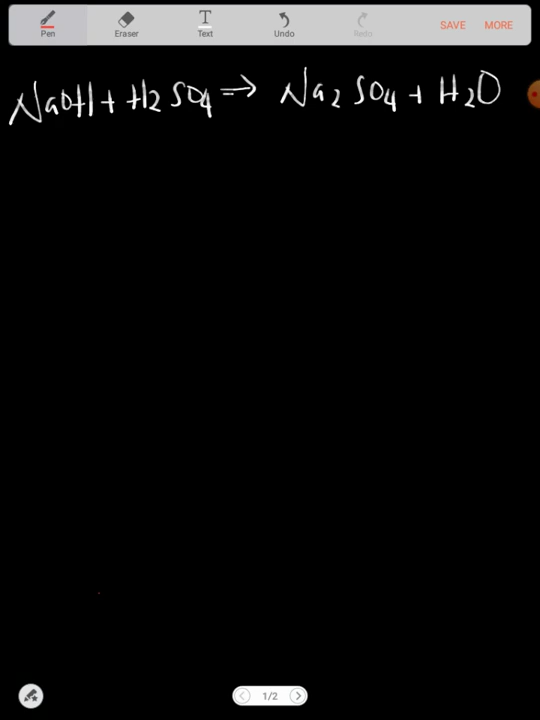 Pen Eraser Text Undo Redo SAVE MORE
NaOH + H2SO4 → Na2SO4 + H2O
1/2